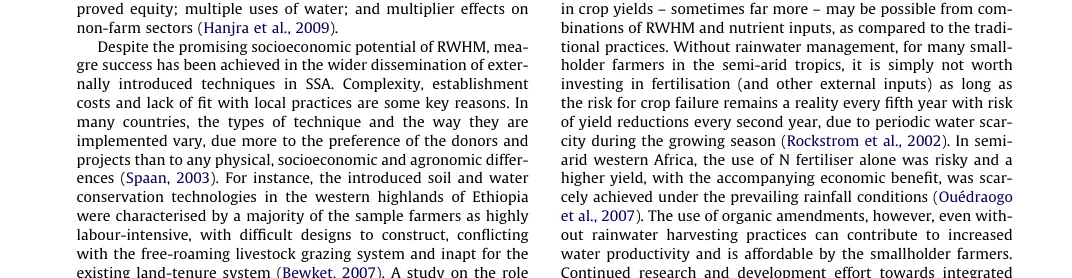 proved equity; multiple uses of water; and multiplier effects on
non-farm sectors (Hanjra et al., 2009).
Despite the promising socioeconomic potential of RWHM, mea-
gre success has been achieved in the wider dissemination of exter-
nally introduced techniques in SSA. Complexity, establishment
costs and lack of fit with local practices are some key reasons. In
many countries, the types of technique and the way they are
implemented vary, due more to the preference of the donors and
projects than to any physical, socioeconomic and agronomic differ-
ences (Spaan, 2003). For instance, the introduced soil and water
conservation technologies in the western highlands of Ethiopia
were characterised by a majority of the sample farmers as highly
labour-intensive, with difficult designs to construct, conflicting
with the free-roaming livestock grazing system and inapt for the
existing land-tenure system (Bewket, 2007). A study on the role
in crop yields – sometimes far more – may be possible from com-
binations of RWHM and nutrient inputs, as compared to the tradi-
tional practices. Without rainwater management, for many small-
holder farmers in the semi-arid tropics, it is simply not worth
investing in fertilisation (and other external inputs) as long as
the risk for crop failure remains a reality every fifth year with risk
of yield reductions every second year, due to periodic water scar-
city during the growing season (Rockstrom et al., 2002). In semi-
arid western Africa, the use of N fertiliser alone was risky and a
higher yield, with the accompanying economic benefit, was scar-
cely achieved under the prevailing rainfall conditions (Ouédraogo
et al., 2007). The use of organic amendments, however, even with-
out rainwater harvesting practices can contribute to increased
water productivity and is affordable by the smallholder farmers.
Continued research and development effort towards integrated